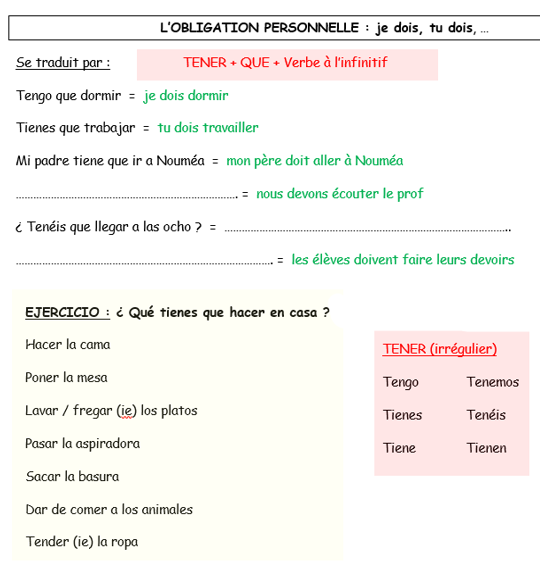 L'OBLIGATION PERSONNELLE : je dois, tu dois, …
Se traduit par : TENER + QUE + Verbe à l'infinitif
Tengo que dormir = je dois dormir
Tienes que trabajar = tu dois travailler
Mi padre tiene que ir a Nouméa = mon père doit aller à Nouméa
……………………………………………………………………. = nous devons écouter le prof
¿ Tenéis que llegar a las ocho ? = ………………………………………………………………………………………..
………………………………………………………………………………. = les élèves doivent faire leurs devoirs
EJERCICIO : ¿ Qué tienes que hacer en casa ?
Hacer la cama
Poner la mesa
Lavar / fregar (ie) los platos
Pasar la aspiradora
Sacar la basura
Dar de comer a los animales
Tender (ie) la ropa
TENER (irrégulier)
Tengo Tenemos
Tienes Tenéis
Tiene Tienen